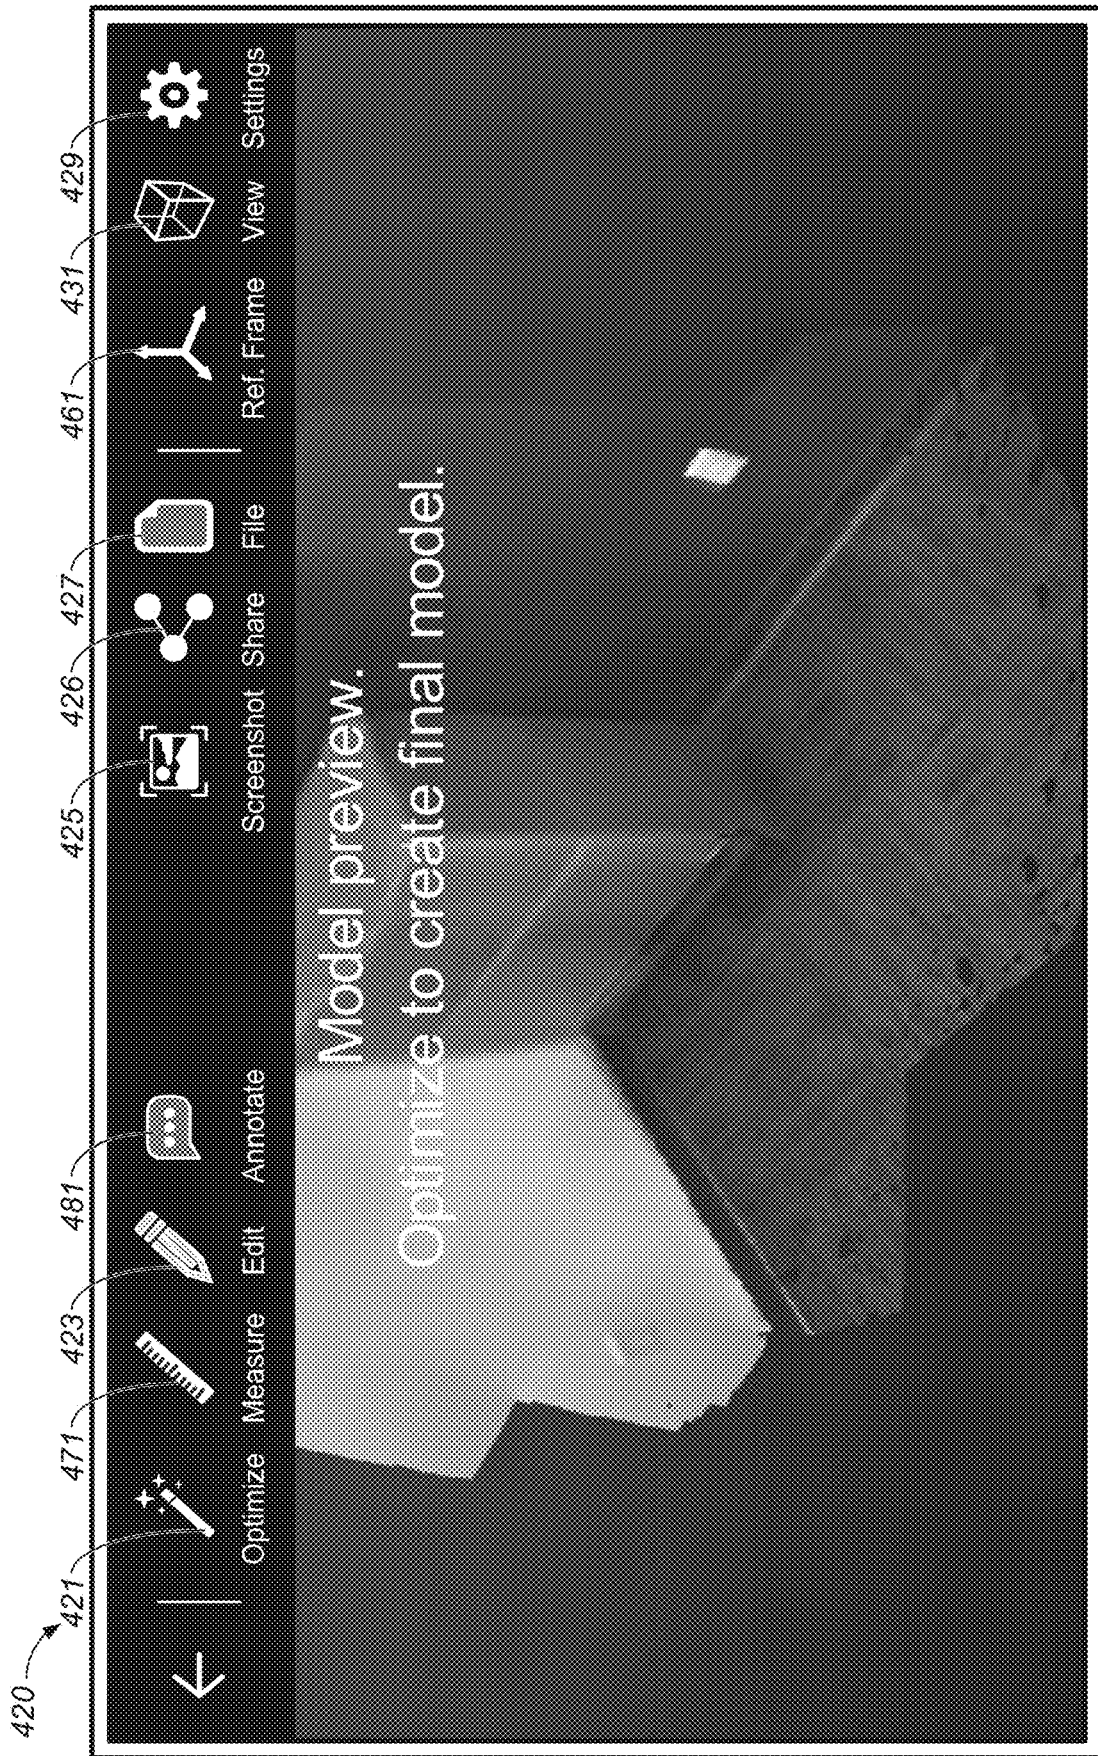 420
421
471
423
481
425
426
427
461
431
429
Optimize
Measure
Edit
Annotate
Screenshot
Share
File
Ref. Frame
View
Settings
Model preview.
Optimize to create final model.